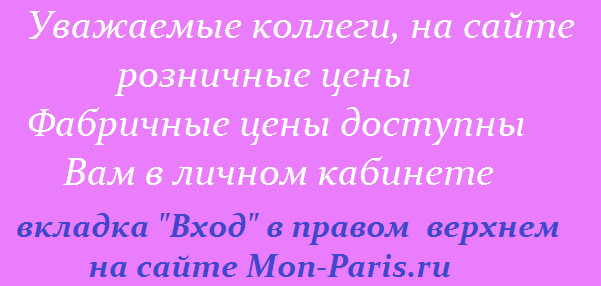 Уважаемые коллеги, на сайте
розничные цены
Фабричные цены доступны
Вам в личном кабинете
вкладка "Вход" в правом верхнем
на сайте Mon-Paris.ru